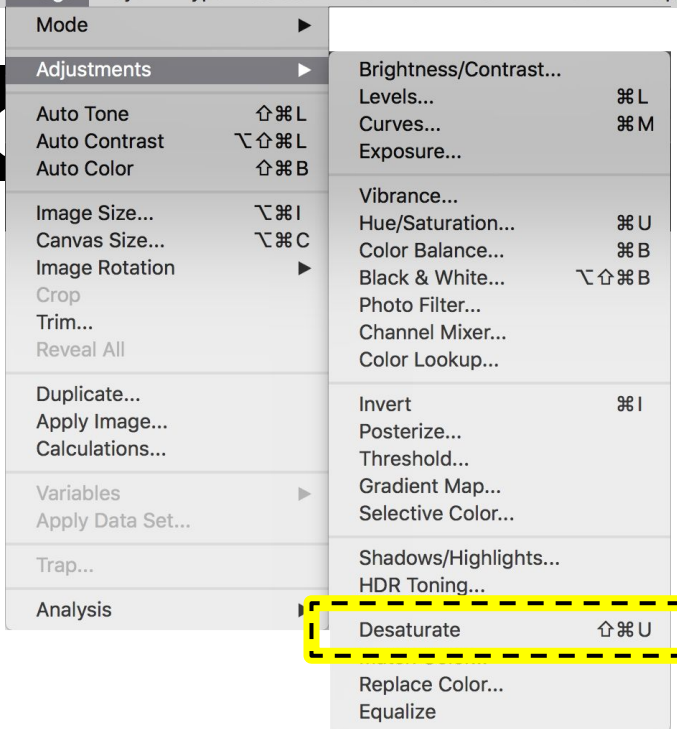 Mode ▶
Adjustments ▶
Auto Tone ⇧⌘L
Auto Contrast ⌥⇧⌘L
Auto Color ⇧⌘B
Image Size... ⌥⌘I
Canvas Size... ⌥⌘C
Image Rotation ▶
Crop
Trim...
Reveal All
Duplicate...
Apply Image...
Calculations...
Variables ▶
Apply Data Set...
Trap...
Analysis
Brightness/Contrast...
Levels... ⌘L
Curves... ⌘M
Exposure...
Vibrance...
Hue/Saturation... ⌘U
Color Balance... ⌘B
Black & White... ⌥⇧⌘B
Photo Filter...
Channel Mixer...
Color Lookup...
Invert ⌘I
Posterize...
Threshold...
Gradient Map...
Selective Color...
Shadows/Highlights...
HDR Toning...
Desaturate ⇧⌘U
Replace Color...
Equalize